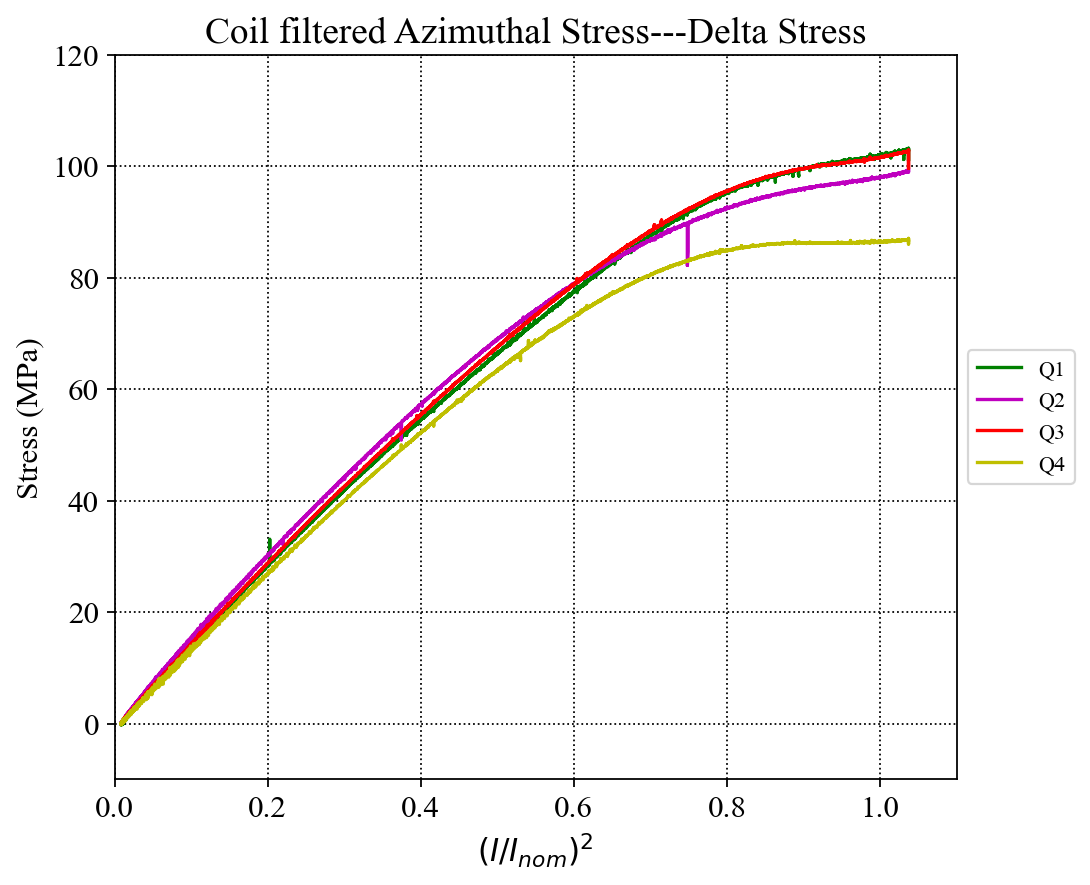 Coil filtered Azimuthal Stress---Delta Stress
120
100
80
60
40
20
0
Stress (MPa)
0.0 0.2 0.4 0.6 0.8 1.0
(I/I_nom)²
Q1
Q2
Q3
Q4